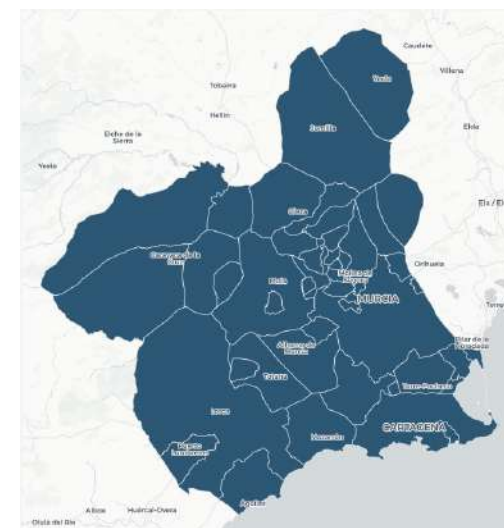 Caudete
Yecla
Villena
Tobarra
Hellín
Jumilla
Elche de la
Sierra
Elda
Yeste
Cieza
Els / El
Caravaca de la
Cruz
Orihuela
Molina de
Segura
Mula
MURCIA
Pilar de la
Horadada
Alhama de
Murcia
Totana
Torre-Pacheco
Lorca
CARTAGENA
Mazarrón
Puerto
Lumbreras
Águilas
Albox
Huércal-Overa
Olula del Río